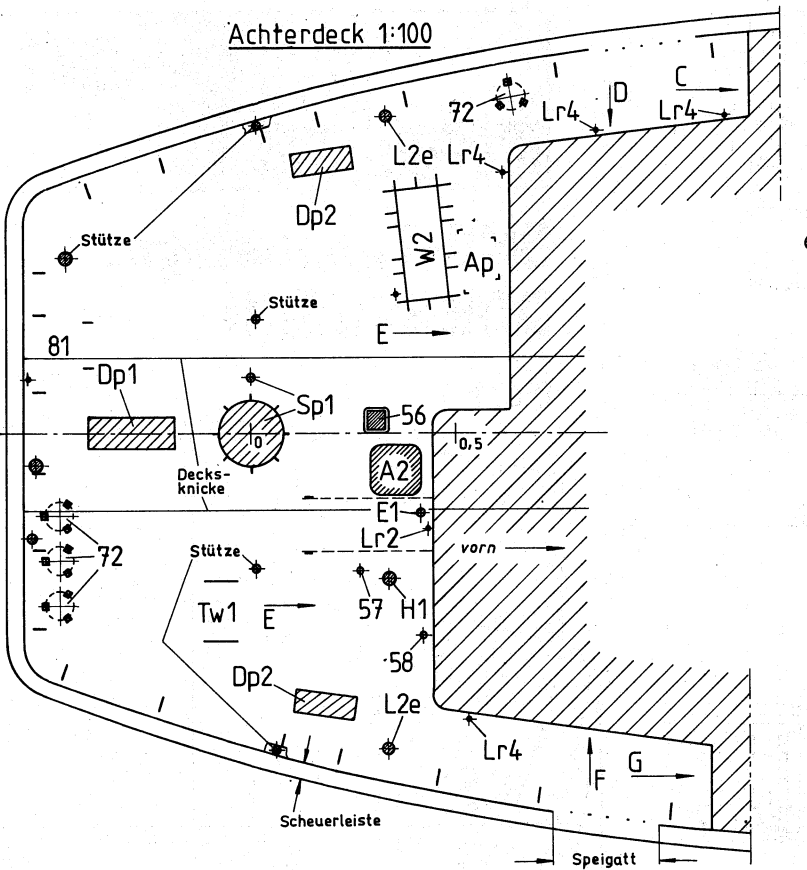 Achterdeck 1:100
C
D
72
Lr4
Lr4
L2e
Lr4
Dp2
W2
Stütze
Ap
Stütze
E
81
Dp1
Sp1
56
0
0,5
A2
Decks-
knicke
E1
Lr2
vorn
Stütze
72
57
H1
Tw1
E
58
Dp2
L2e
Lr4
G
F
Scheuerleiste
Speigatt